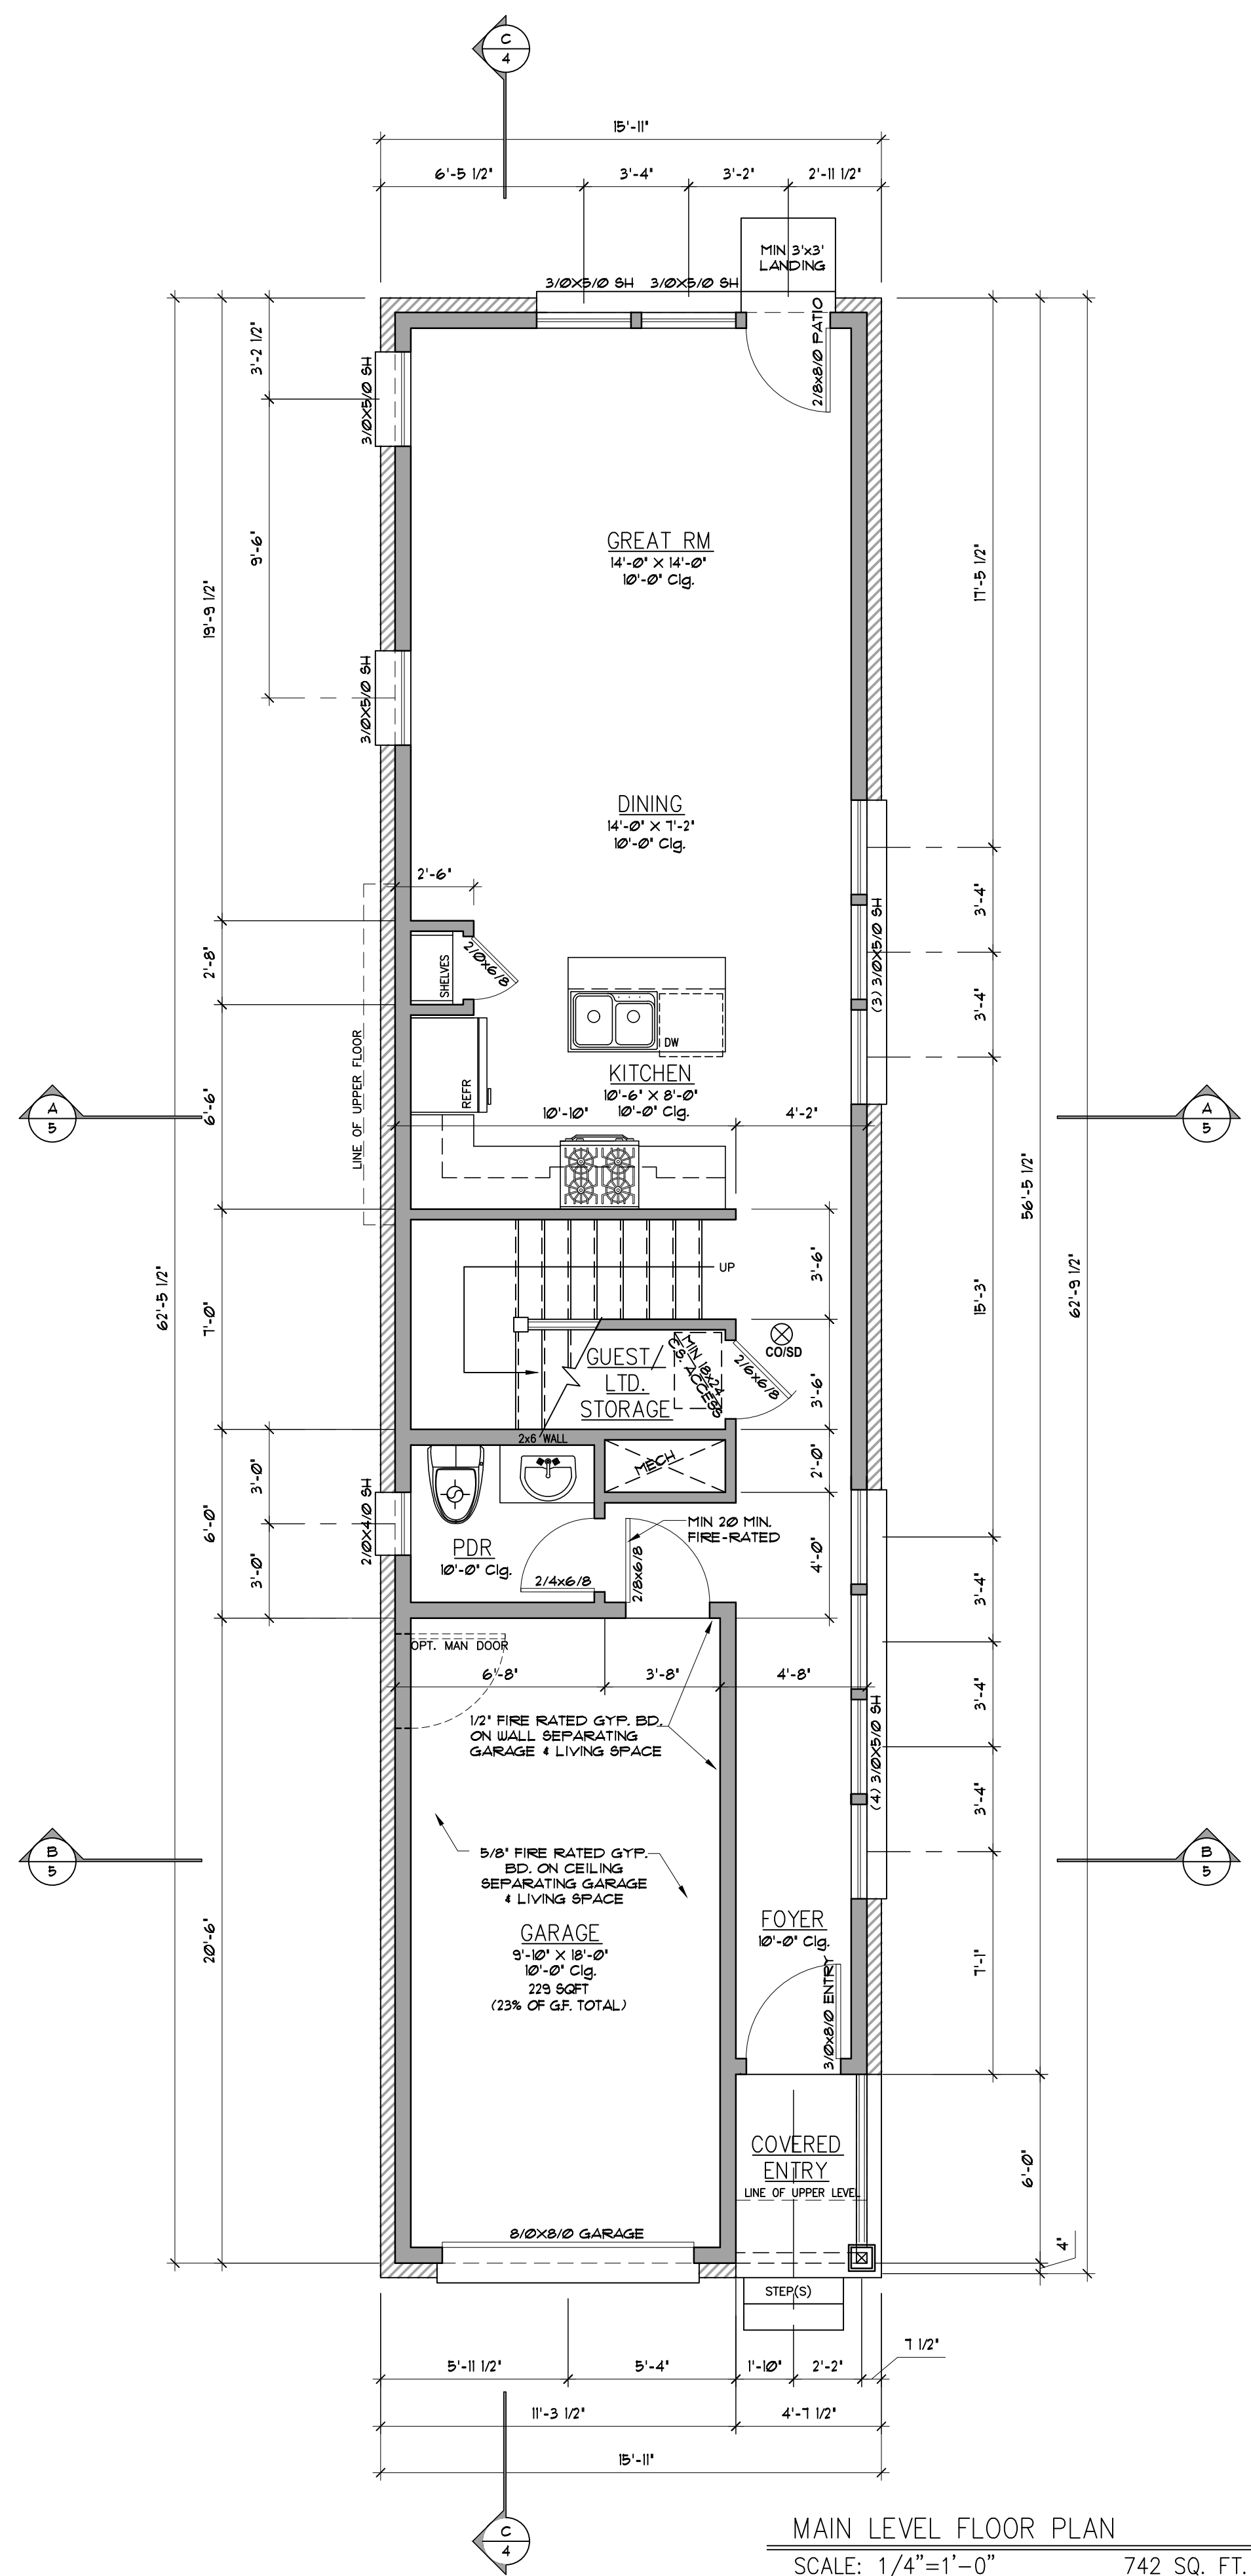 C
4
15'-11"
6'-5 1/2"
3'-4"
3'-2"
2'-11 1/2"
MIN 3'x3'
LANDING
3/0X5/0 SH
3/0X5/0 SH
2/8x8/0 PATIO
3'-2 1/2"
3/0X5/0 SH
GREAT RM
14'-0" X 14'-0"
10'-0" Clg.
9'-6"
19'-9 1/2"
17'-5 1/2"
3/0X5/0 SH
DINING
14'-0" X 7'-2"
10'-0" Clg.
2'-6"
3'-4"
(3) 3/0X5/0 SH
2'-8"
SHELVES
2/0x6/8
3'-4"
LINE OF UPPER FLOOR
REFR
DW
KITCHEN
10'-6" X 8'-0"
10'-0" Clg.
A
5
6'-6"
10'-10"
4'-2"
A
5
56'-5 1/2"
62'-5 1/2"
7'-0"
UP
3'-6"
15'-3"
62'-9 1/2"
CO/SD
GUEST/
LTD.
STORAGE
MIN 18x24
C.S. ACCESS
2/6x6/8
3'-6"
2x6 WALL
MECH
2'-0"
3'-0"
6'-0"
2/0X4/0 SH
MIN 20 MIN.
FIRE-RATED
PDR
10'-0" Clg.
2/4x6/8
2/8x6/8
4'-0"
3'-0"
3'-4"
OPT. MAN DOOR
6'-8"
3'-8"
4'-8"
3'-4"
1/2" FIRE RATED GYP. BD.
ON WALL SEPARATING
GARAGE & LIVING SPACE
(4) 3/0X5/0 SH
3'-4"
B
5
5/8" FIRE RATED GYP.
BD. ON CEILING
SEPARATING GARAGE
& LIVING SPACE
B
5
20'-6"
FOYER
10'-0" Clg.
GARAGE
9'-10" X 18'-0"
10'-0" Clg.
229 SQFT
(23% OF G.F. TOTAL)
7'-1"
3/0x8/0 ENTRY
COVERED
ENTRY
LINE OF UPPER LEVEL
6'-0"
8/0X8/0 GARAGE
4"
STEP(S)
7 1/2"
5'-11 1/2"
5'-4"
1'-10"
2'-2"
11'-3 1/2"
4'-7 1/2"
15'-11"
C
4
MAIN LEVEL FLOOR PLAN
SCALE: 1/4"=1'-0"
742 SQ. FT.